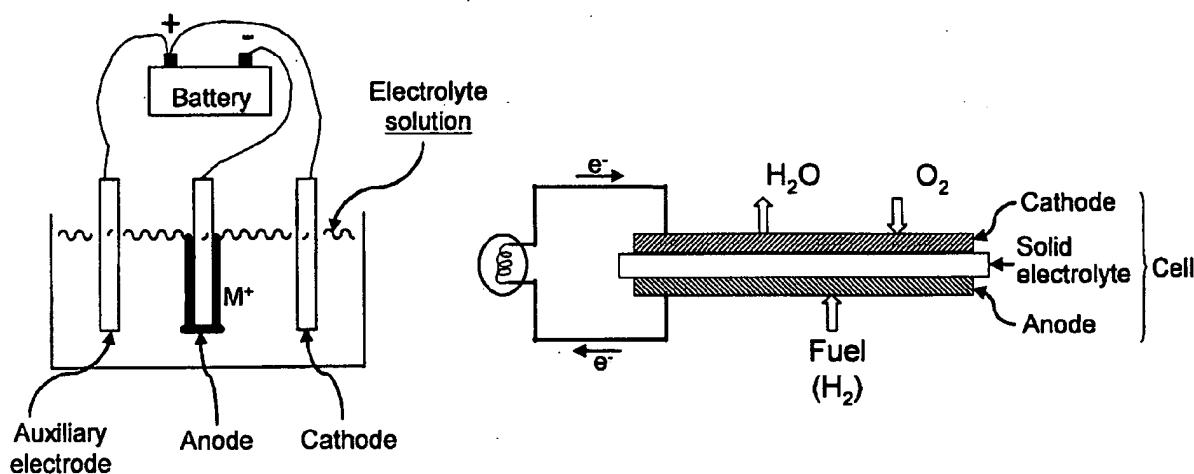 +
-
Battery
Electrolyte
solution
M⁺
Auxiliary
electrode
Anode
Cathode
e⁻
H₂O
O₂
Cathode
Solid
electrolyte
Cell
Anode
e⁻
Fuel
(H₂)